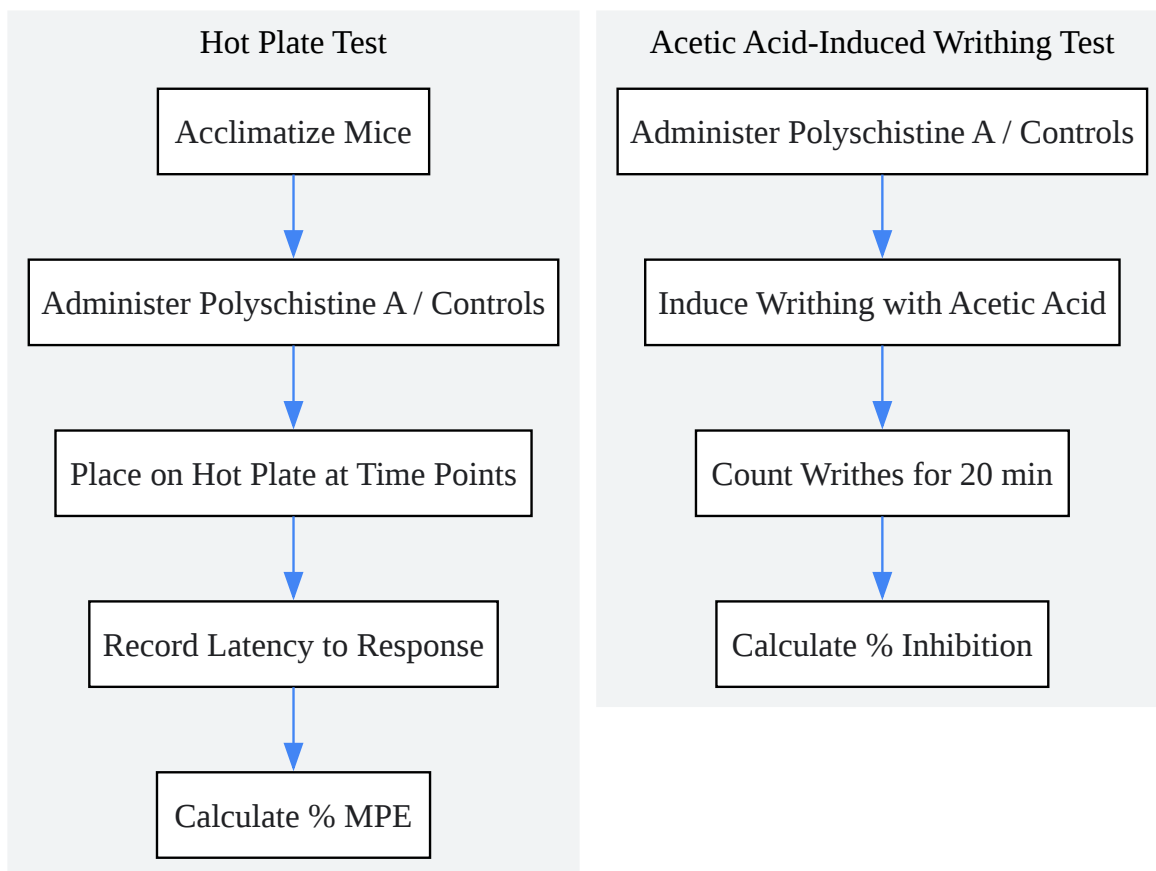 Hot Plate Test
Acclimatize Mice
Administer Polyschistine A / Controls
Place on Hot Plate at Time Points
Record Latency to Response
Calculate % MPE
Acetic Acid-Induced Writhing Test
Administer Polyschistine A / Controls
Induce Writhing with Acetic Acid
Count Writhes for 20 min
Calculate % Inhibition